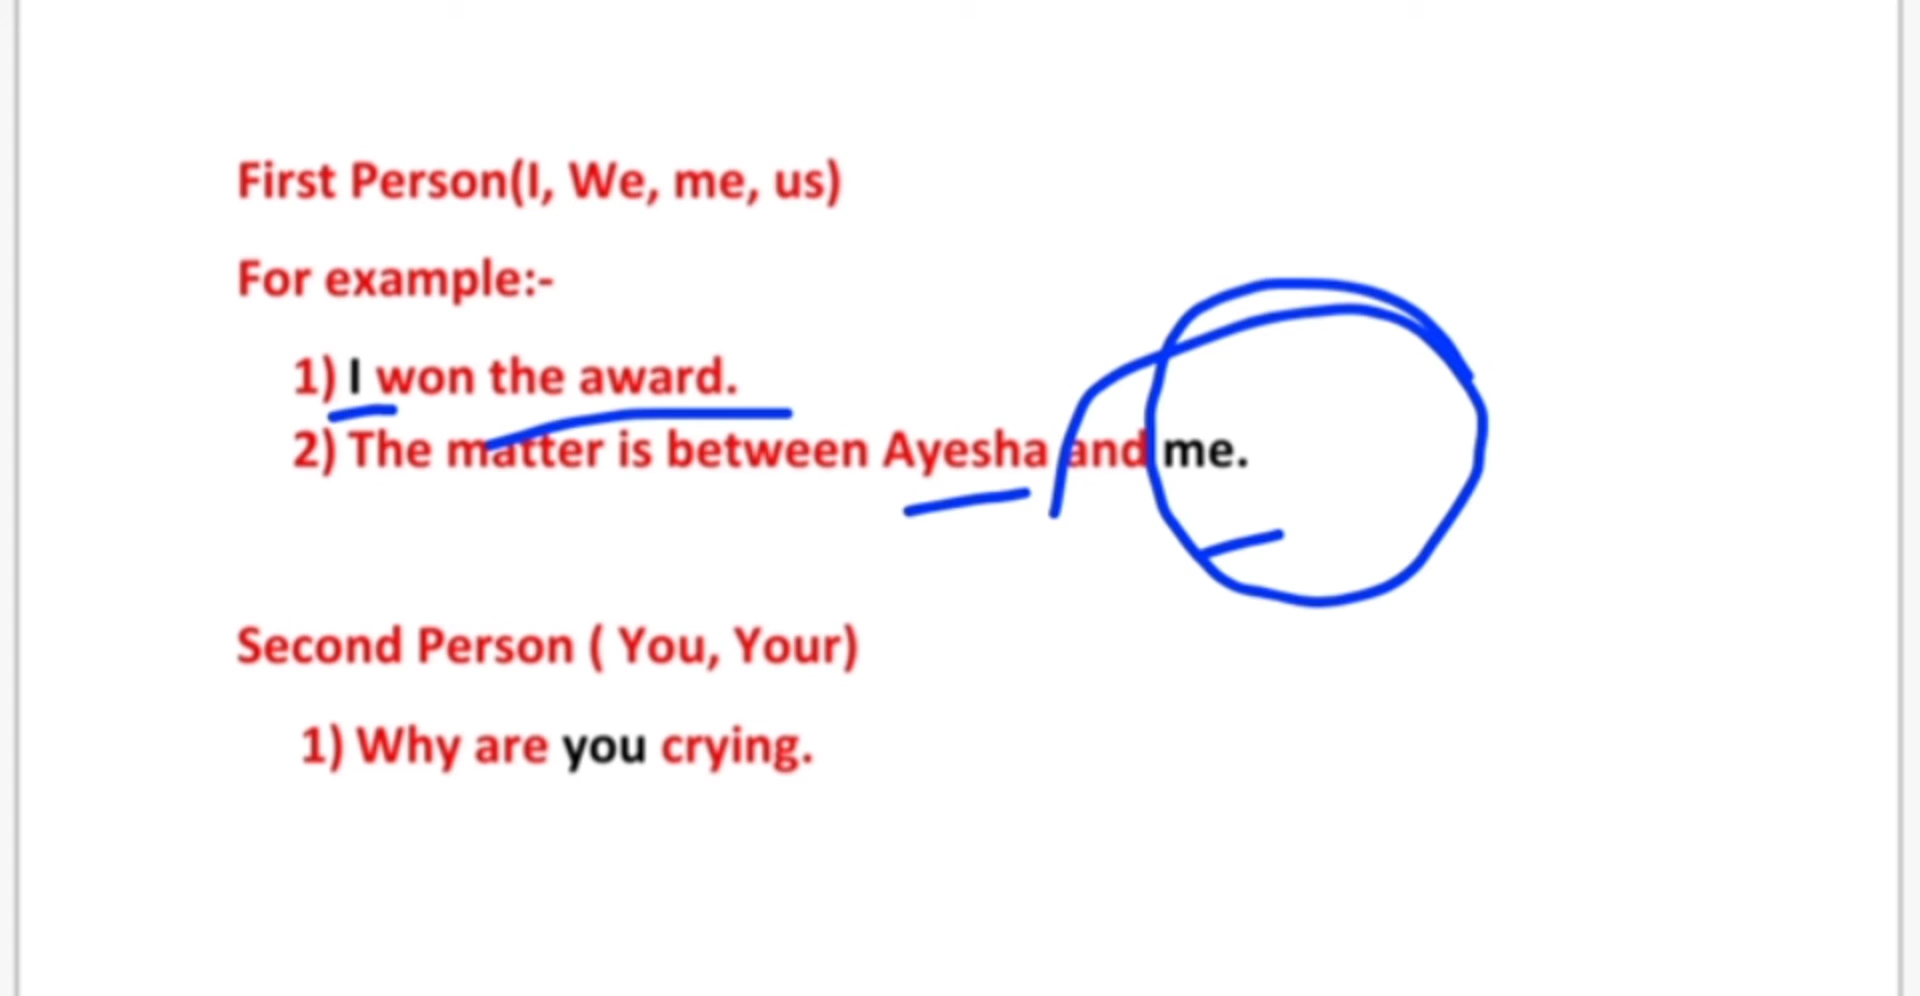 First Person(I, We, me, us)
For example:-
1) I won the award.
2) The matter is between Ayesha and me.
Second Person ( You, Your)
1) Why are you crying.